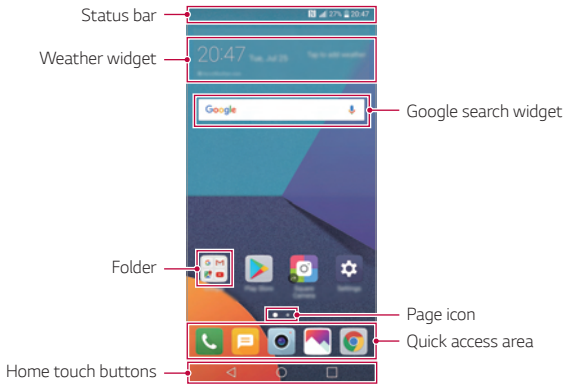 Status bar
27% 20:47
Weather widget
20:47 Tue, Jul 25 Tap to add weather
Google
Google search widget
Folder
Play Store
Square Camera
Settings
Page icon
Quick access area
Home touch buttons